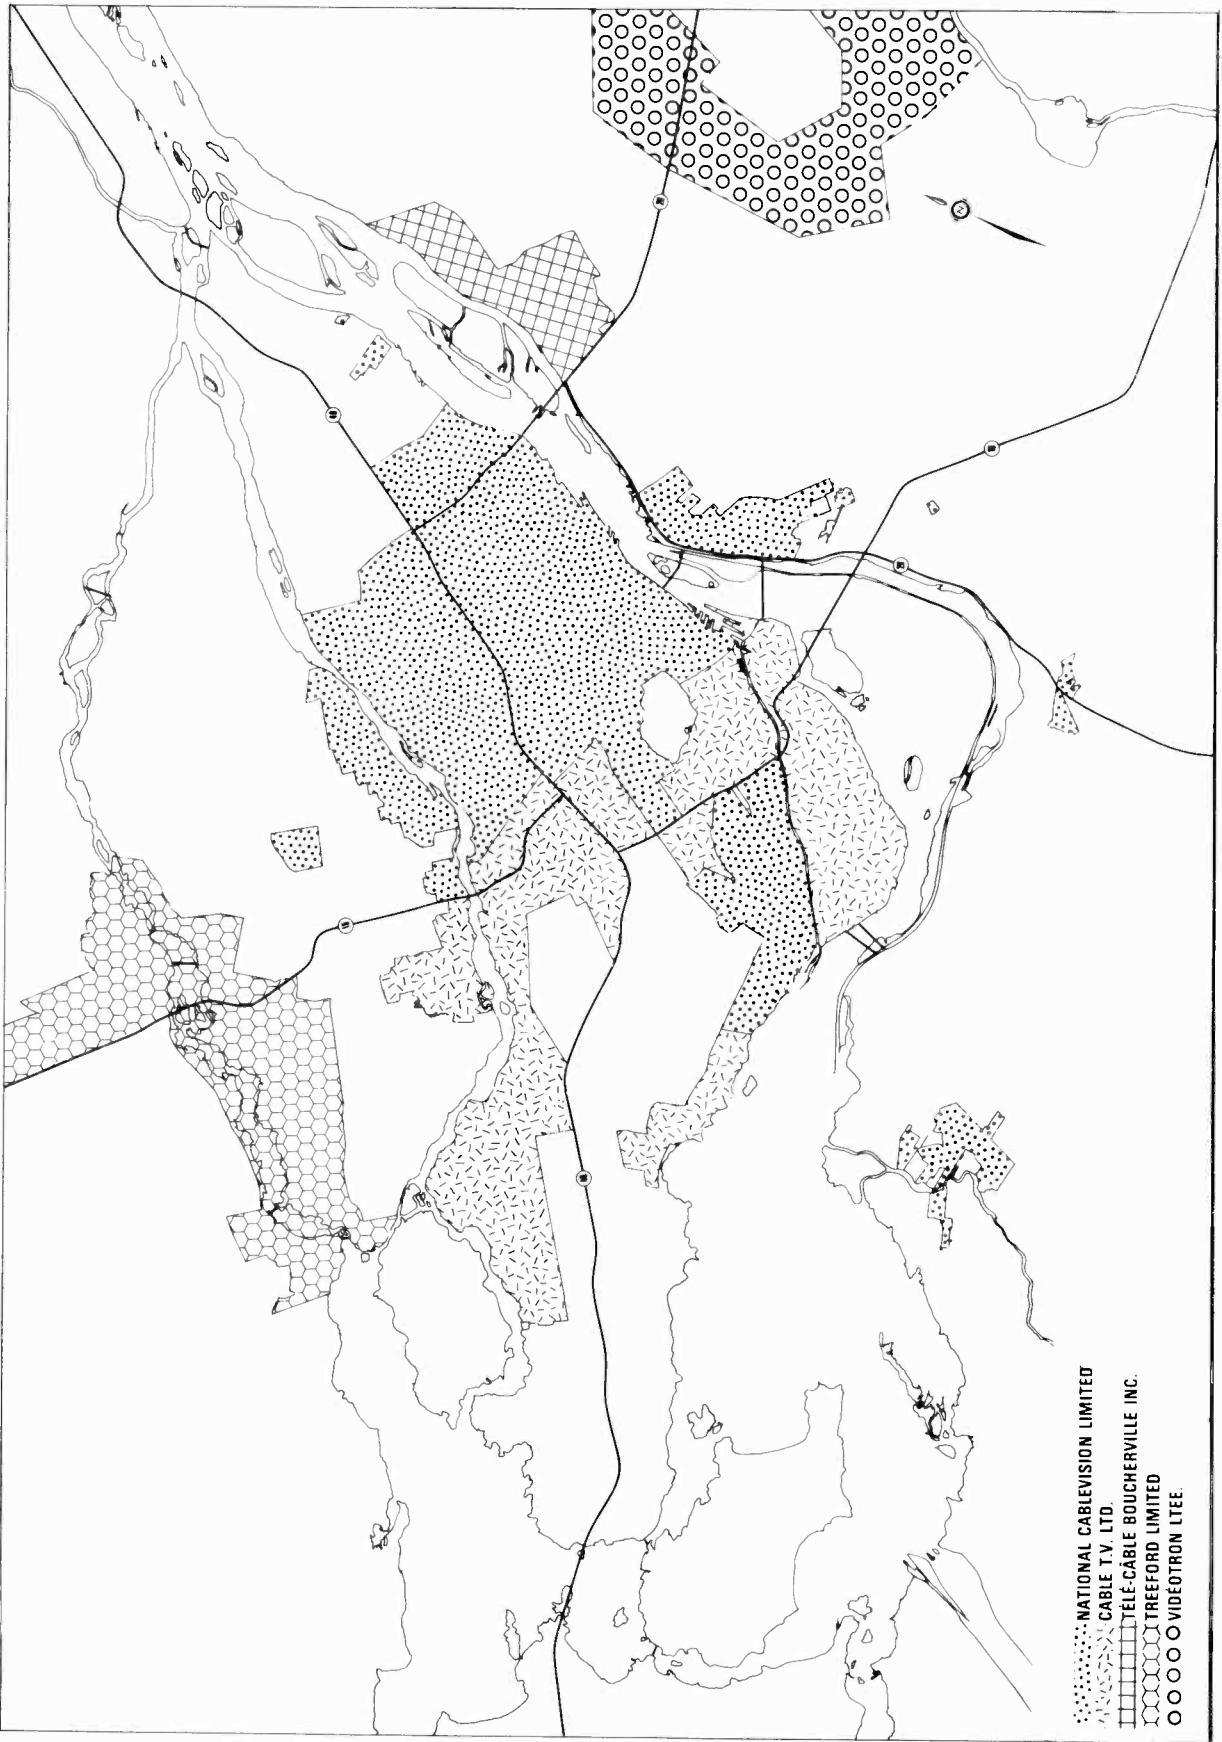 NATIONAL CABLEVISION LIMITED
CABLE T.V. LTD.
TÉLÉ-CÂBLE BOUCHERVILLE INC.
TREEFORD LIMITED
VIDÉOTRON LTÉE.